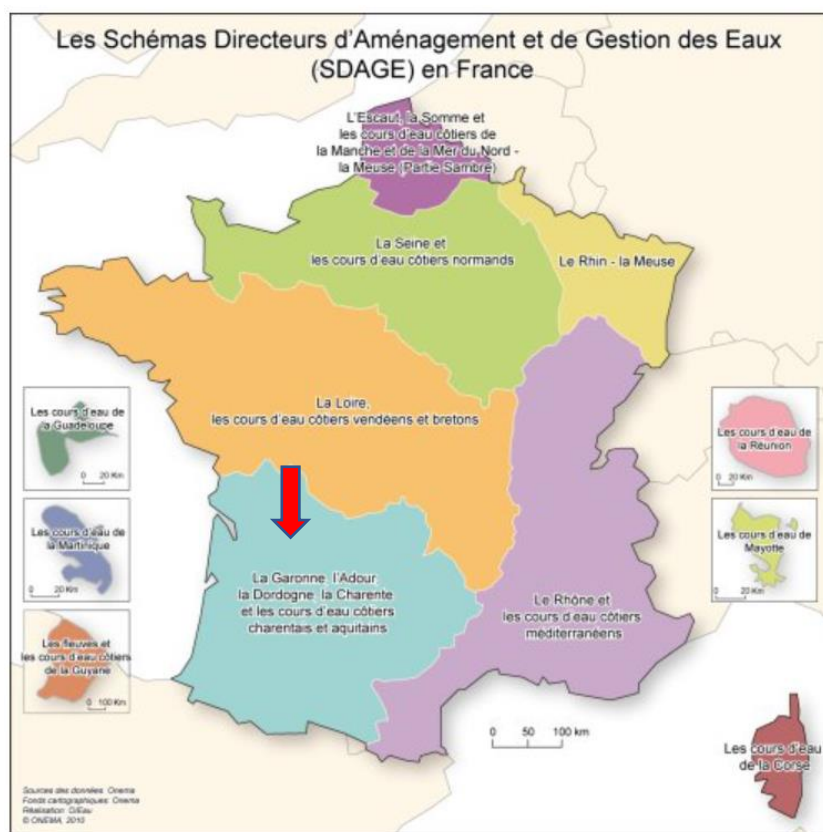 Les Schémas Directeurs d'Aménagement et de Gestion des Eaux
(SDAGE) en France
L'Escaut, la Somme et
les cours d'eau côtiers de
la Manche et de la Mer du Nord -
la Meuse (Partie Sambre)
La Seine et
les cours d'eau côtiers normands
Le Rhin - la Meuse
La Loire,
les cours d'eau côtiers vendéens et bretons
Les cours d'eau de
la Guadeloupe
0 20 Km
Les cours d'eau de
la Réunion
0 20 Km
Les cours d'eau de
la Martinique
0 20 Km
Les cours d'eau de
Mayotte
0 20 Km
La Garonne, l'Adour,
la Dordogne, la Charente
et les cours d'eau côtiers
charentais et aquitains
Le Rhône et
les cours d'eau côtiers
méditerranéens
Les fleuves et
les cours d'eau côtiers
de la Guyane
0 100 Km
0 50 100 km
Les cours d'eau
de la Corse
Sources des données: Onema
Fonds cartographiques: Onema
Réalisation: OIEau
© ONEMA, 2010